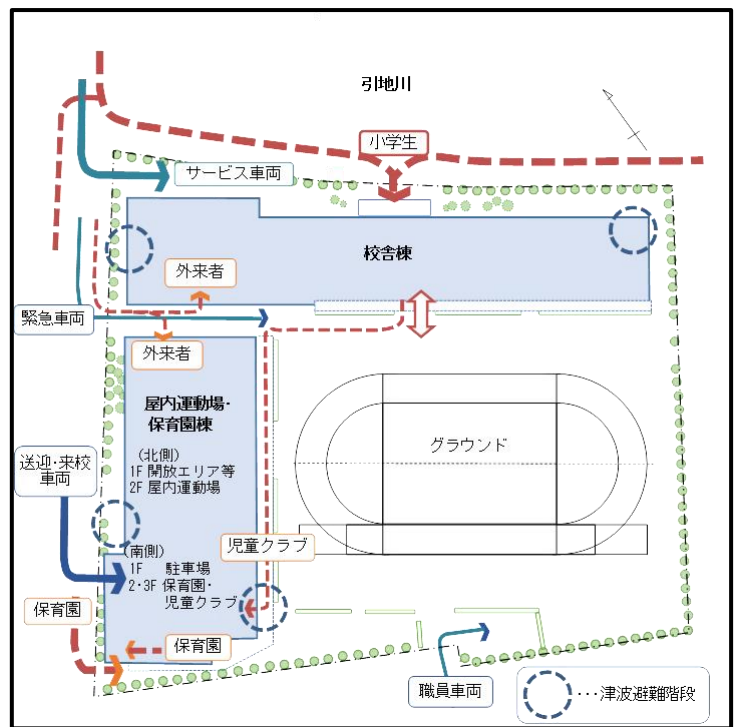 引地川
小学生
サービス車両
校舎棟
外来者
緊急車両
外来者
屋内運動場・
保育園棟
(北側)
1F 開放エリア等
2F 屋内運動場
グラウンド
送迎・来校
車両
児童クラブ
(南側)
1F 駐車場
2・3F 保育園・
児童クラブ
保育園
保育園
職員車両
・・・津波避難階段